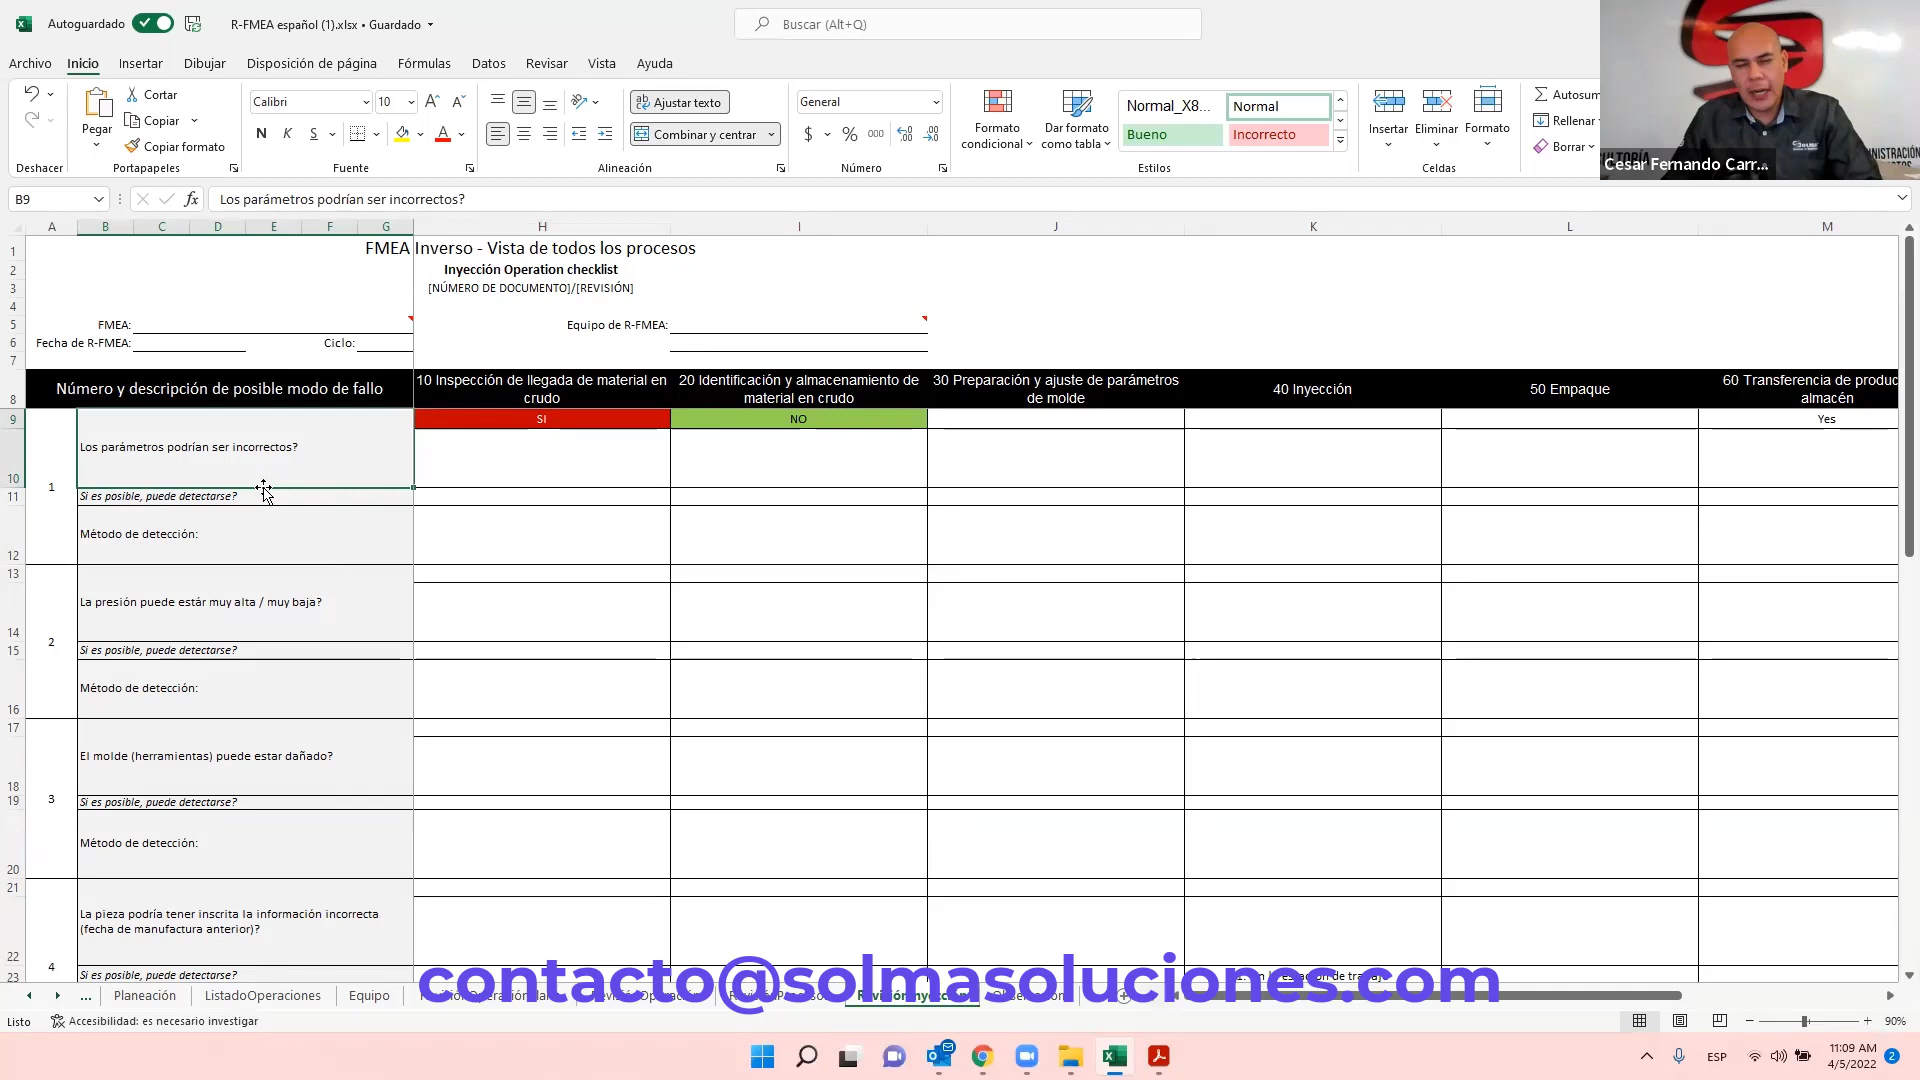 Autoguardado
R-FMEA español (1).xlsx • Guardado
Buscar (Alt+Q)
Archivo Inicio Insertar Dibujar Disposición de página Fórmulas Datos Revisar Vista Ayuda
Pegar
Cortar
Copiar
Copiar formato
Calibri 10
N K S
Ajustar texto
Combinar y centrar
General
$ % 000
Formato condicional
Dar formato como tabla
Normal_X8... Normal
Bueno Incorrecto
Insertar Eliminar Formato
Autosum
Rellenar
Borrar
Deshacer Portapapeles Fuente Alineación Número Estilos Celdas
Cesar Fernando Carr...
B9 fx Los parámetros podrían ser incorrectos?
A B C D E F G H I J K L M
FMEA Inverso - Vista de todos los procesos
Inyección Operation checklist
[NÚMERO DE DOCUMENTO]/[REVISIÓN]
FMEA: Equipo de R-FMEA:
Fecha de R-FMEA: Ciclo:
Número y descripción de posible modo de fallo
10 Inspección de llegada de material en crudo
20 Identificación y almacenamiento de material en crudo
30 Preparación y ajuste de parámetros de molde
40 Inyección
50 Empaque
60 Transferencia de produc
almacén
SI NO Yes
1
Los parámetros podrían ser incorrectos?
Si es posible, puede detectarse?
Método de detección:
2
La presión puede estár muy alta / muy baja?
Si es posible, puede detectarse?
Método de detección:
3
El molde (herramientas) puede estar dañado?
Si es posible, puede detectarse?
Método de detección:
4
La pieza podría tener inscrita la información incorrecta
(fecha de manufactura anterior)?
Si es posible, puede detectarse?
contacto@solmasoluciones.com
... Planeación ListadoOperaciones Equipo
Listo Accesibilidad: es necesario investigar
90%
ESP
11:09 AM
4/5/2022
2